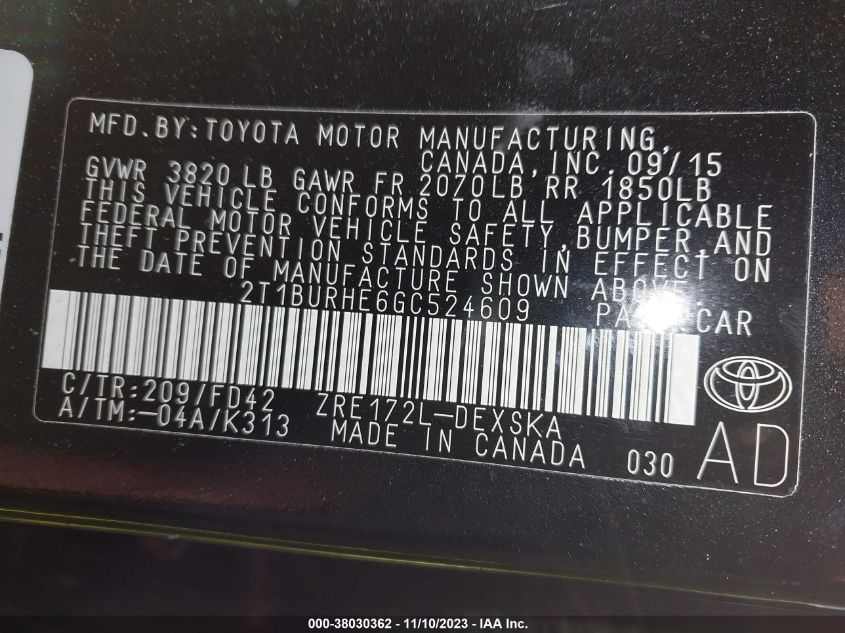 MFD.BY:TOYOTA MOTOR MANUFACTURING,
CANADA,INC. 09/15
GVWR 3820 LB GAWR FR 2070LB RR 1850LB
THIS VEHICLE CONFORMS TO ALL APPLICABLE
FEDERAL MOTOR VEHICLE SAFETY,BUMPER,AND
THEFT PREVENTION STANDARDS IN EFFECT ON
THE DATE OF MANUFACTURE SHOWN ABOVE.
2T1BURHE6GC524609 CAR
C/TR:209/FD42 ZRE172L-DEXSKA
A/TM:-04A/K313 MADE IN CANADA 030 AD
000-38030362 - 11/10/2023 - IAA Inc.